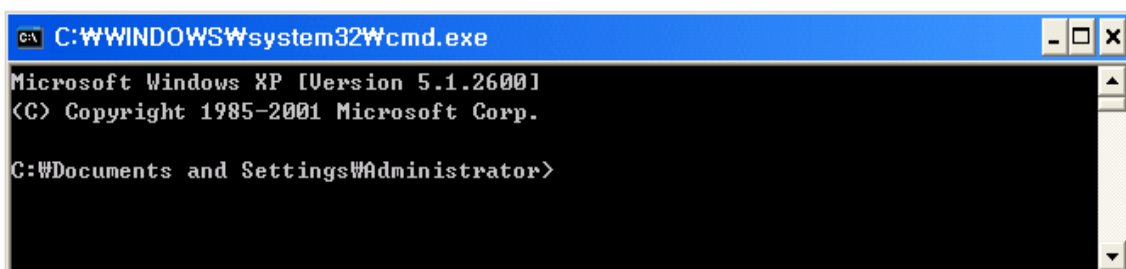 C:₩WINDOWS₩system32₩cmd.exe
Microsoft Windows XP [Version 5.1.2600]
(C) Copyright 1985-2001 Microsoft Corp.
C:₩Documents and Settings₩Administrator>